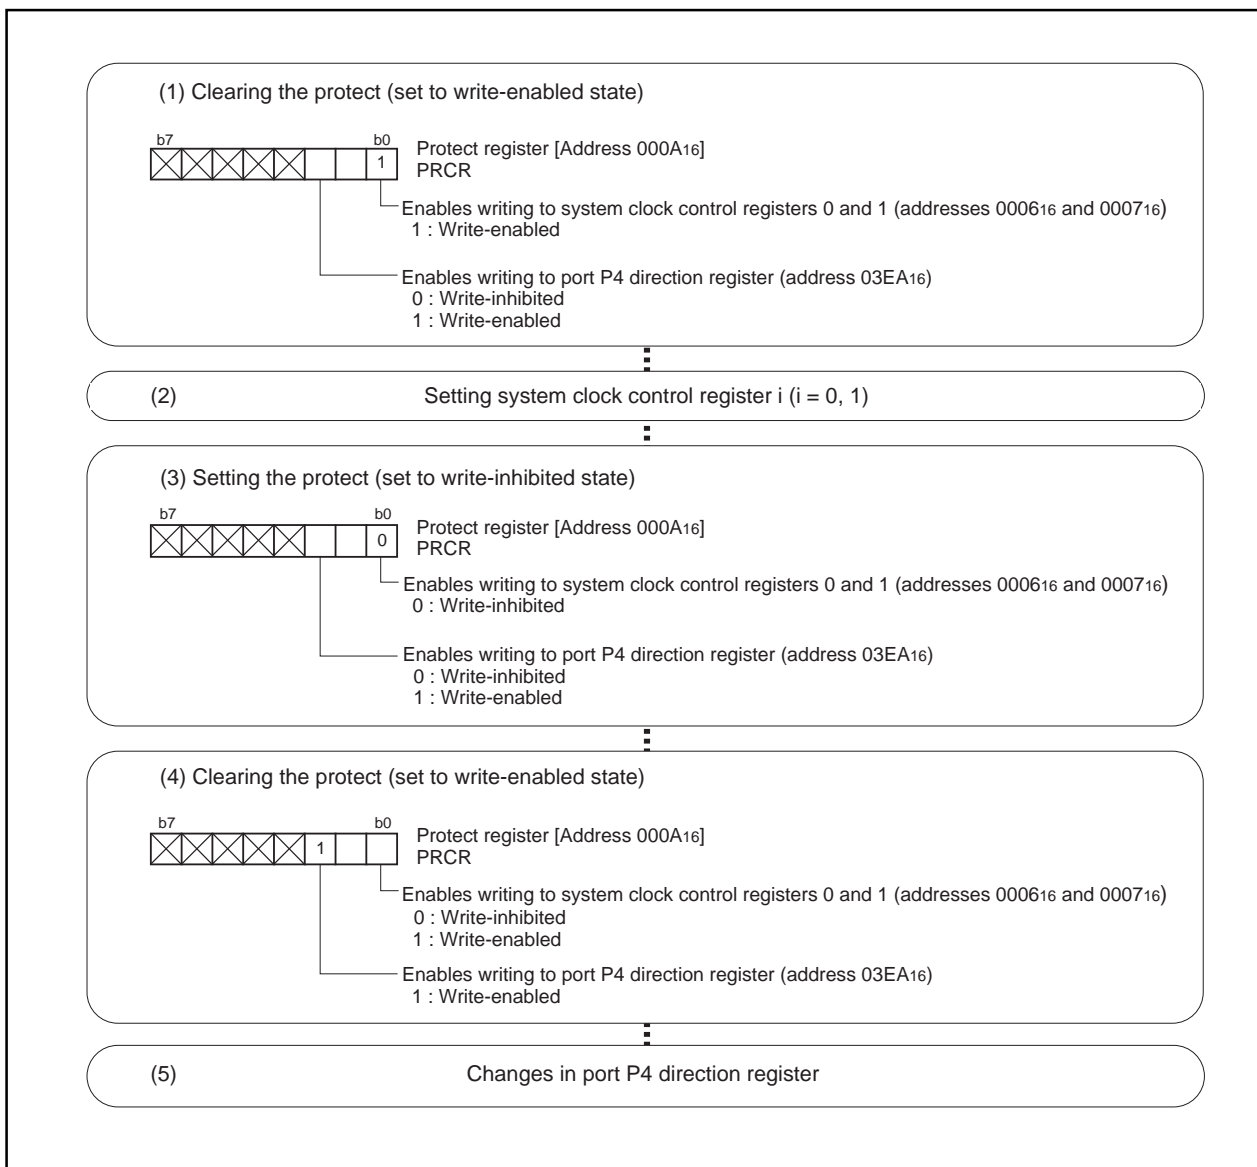 (1) Clearing the protect (set to write-enabled state)
b7 b0
1
Protect register [Address 000A16]
PRCR
Enables writing to system clock control registers 0 and 1 (addresses 000616 and 000716)
1 : Write-enabled
Enables writing to port P4 direction register (address 03EA16)
0 : Write-inhibited
1 : Write-enabled
(2) Setting system clock control register i (i = 0, 1)
(3) Setting the protect (set to write-inhibited state)
b7 b0
0
Protect register [Address 000A16]
PRCR
Enables writing to system clock control registers 0 and 1 (addresses 000616 and 000716)
0 : Write-inhibited
Enables writing to port P4 direction register (address 03EA16)
0 : Write-inhibited
1 : Write-enabled
(4) Clearing the protect (set to write-enabled state)
b7 b0
1
Protect register [Address 000A16]
PRCR
Enables writing to system clock control registers 0 and 1 (addresses 000616 and 000716)
0 : Write-inhibited
1 : Write-enabled
Enables writing to port P4 direction register (address 03EA16)
1 : Write-enabled
(5) Changes in port P4 direction register